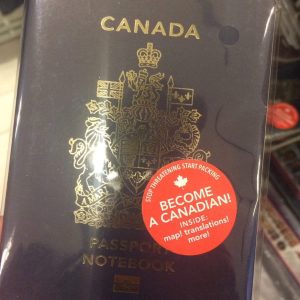 CANADA
STOP THREATENING START PACKING
BECOME
A CANADIAN!
INSIDE:
map! translations!
more!
PASSPORT
NOTEBOOK